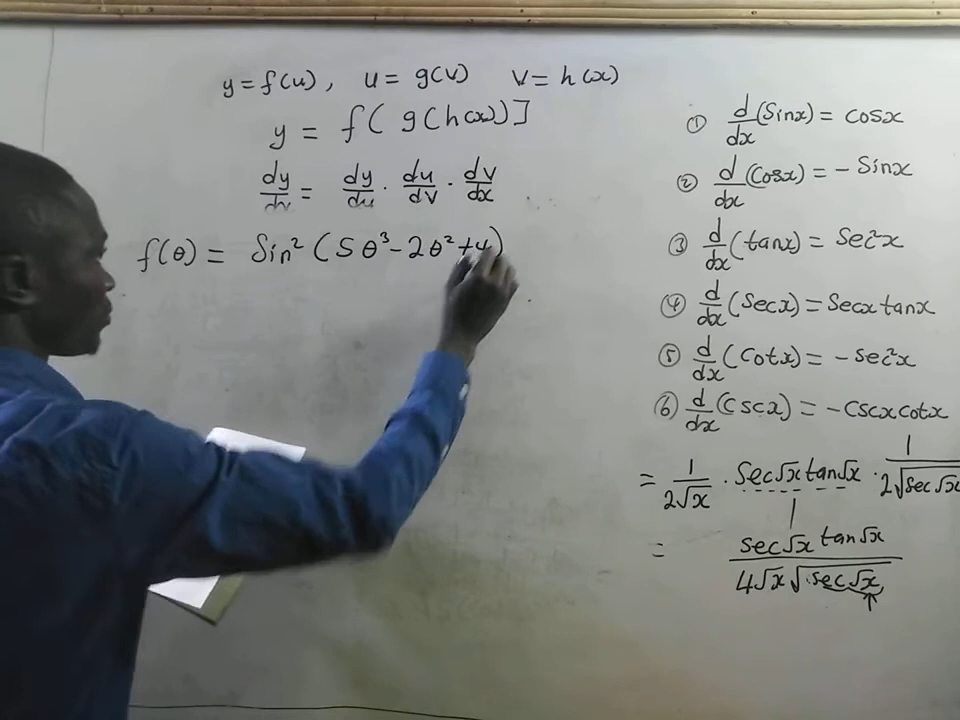 y = f(u), u = g(v) v = h(x)
y = f( g(h(x))]
dy/dx = dy/du · du/dv · dv/dx
f(θ) = Sin² (5θ³ - 2θ² + 4)
① d/dx (Sinx) = Cosx
② d/dx (Cosx) = - Sinx
③ d/dx (tanx) = Sec²x
④ d/dx (Secx) = Secx tanx
⑤ d/dx (Cotx) = - Sec²x
⑥ d/dx (Cscx) = - Cscx cotx
= 1/2√x · Sec√x tan√x · 1/2√sec√x
= sec√x tan√x / 4√x √sec√x